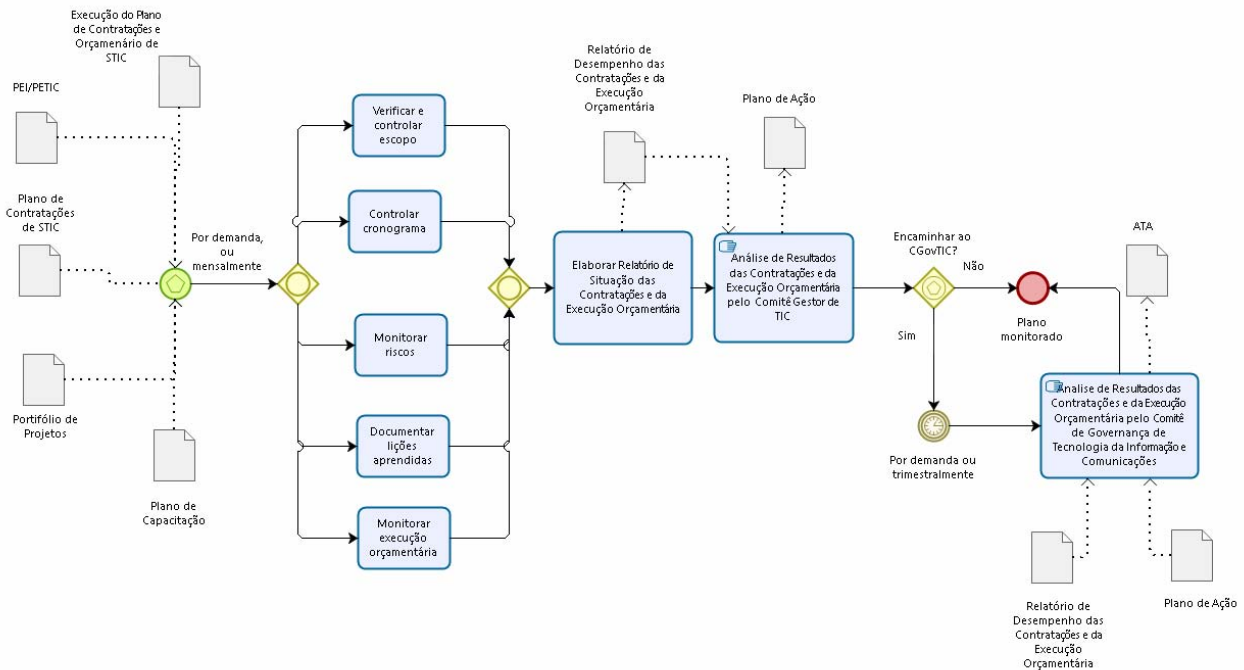 Execução do Plano
de Contratações e
Orçamenário de
STIC
PEI/PETIC
Plano de
Contratações
de STIC
Portifólio de
Projetos
Plano de
Capacitação
Por demanda,
ou
mensalmente
Verificar e
controlar
escopo
Controlar
cronograma
Monitorar
riscos
Documentar
lições
aprendidas
Monitorar
execução
orçamentária
Relatório de
Desempenho das
Contratações e da
Execução
Orçamentária
Elaborar Relatório de
Situação das
Contratações e da
Execução Orçamentária
Plano de Ação
Análise de Resultados
das Contratações e da
Execução Orçamentária
pelo Comitê Gestor de
TIC
Encaminhar ao
CGovTIC?
Não
Sim
Plano
monitorado
Por demanda ou
trimestralmente
ATA
Analise de Resultados das
Contratações e da Execução
Orçamentária pelo Comitê
de Governança de
Tecnologia da Informação e
Comunicações
Relatório de
Desempenho das
Contratações e da
Execução
Orçamentária
Plano de Ação